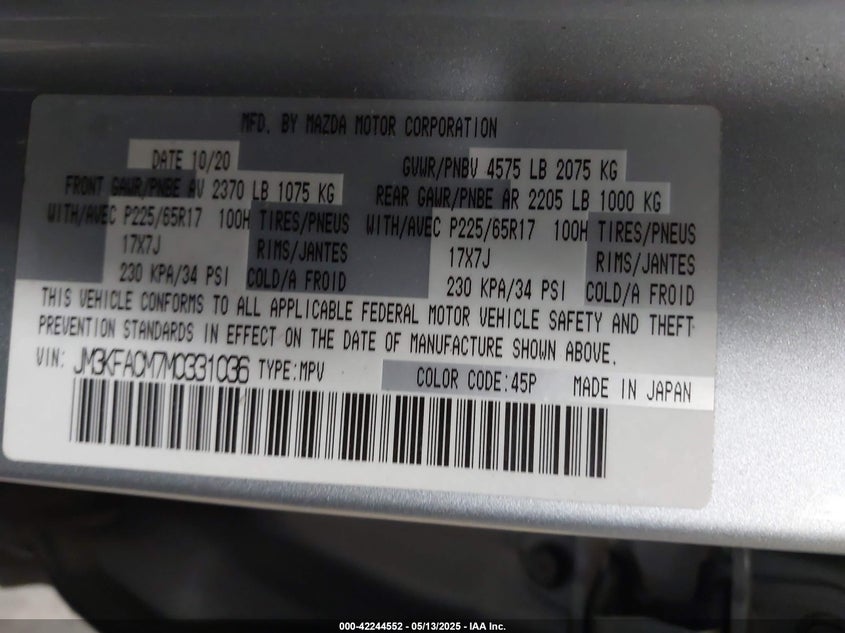 MFD. BY MAZDA MOTOR CORPORATION
DATE 10/20 GVWR/PNBV 4575 LB 2075 KG
FRONT GAWR/PNBE AV 2370 LB 1075 KG REAR GAWR/PNBE AR 2205 LB 1000 KG
WITH/AVEC P225/65R17 100H TIRES/PNEUS WITH/AVEC P225/65R17 100H TIRES/PNEUS
17X7J RIMS/JANTES 17X7J RIMS/JANTES
230 KPA/34 PSI COLD/A FROID 230 KPA/34 PSI COLD/A FROID
THIS VEHICLE CONFORMS TO ALL APPLICABLE FEDERAL MOTOR VEHICLE SAFETY AND THEFT
PREVENTION STANDARDS IN EFFECT ON THE DATE OF MANUFACTURE SHOWN ABOVE.
VIN: JM3KFACM7M0331036 TYPE:MPV COLOR CODE:45P MADE IN JAPAN
000-42244552 - 05/13/2025 - IAA Inc.